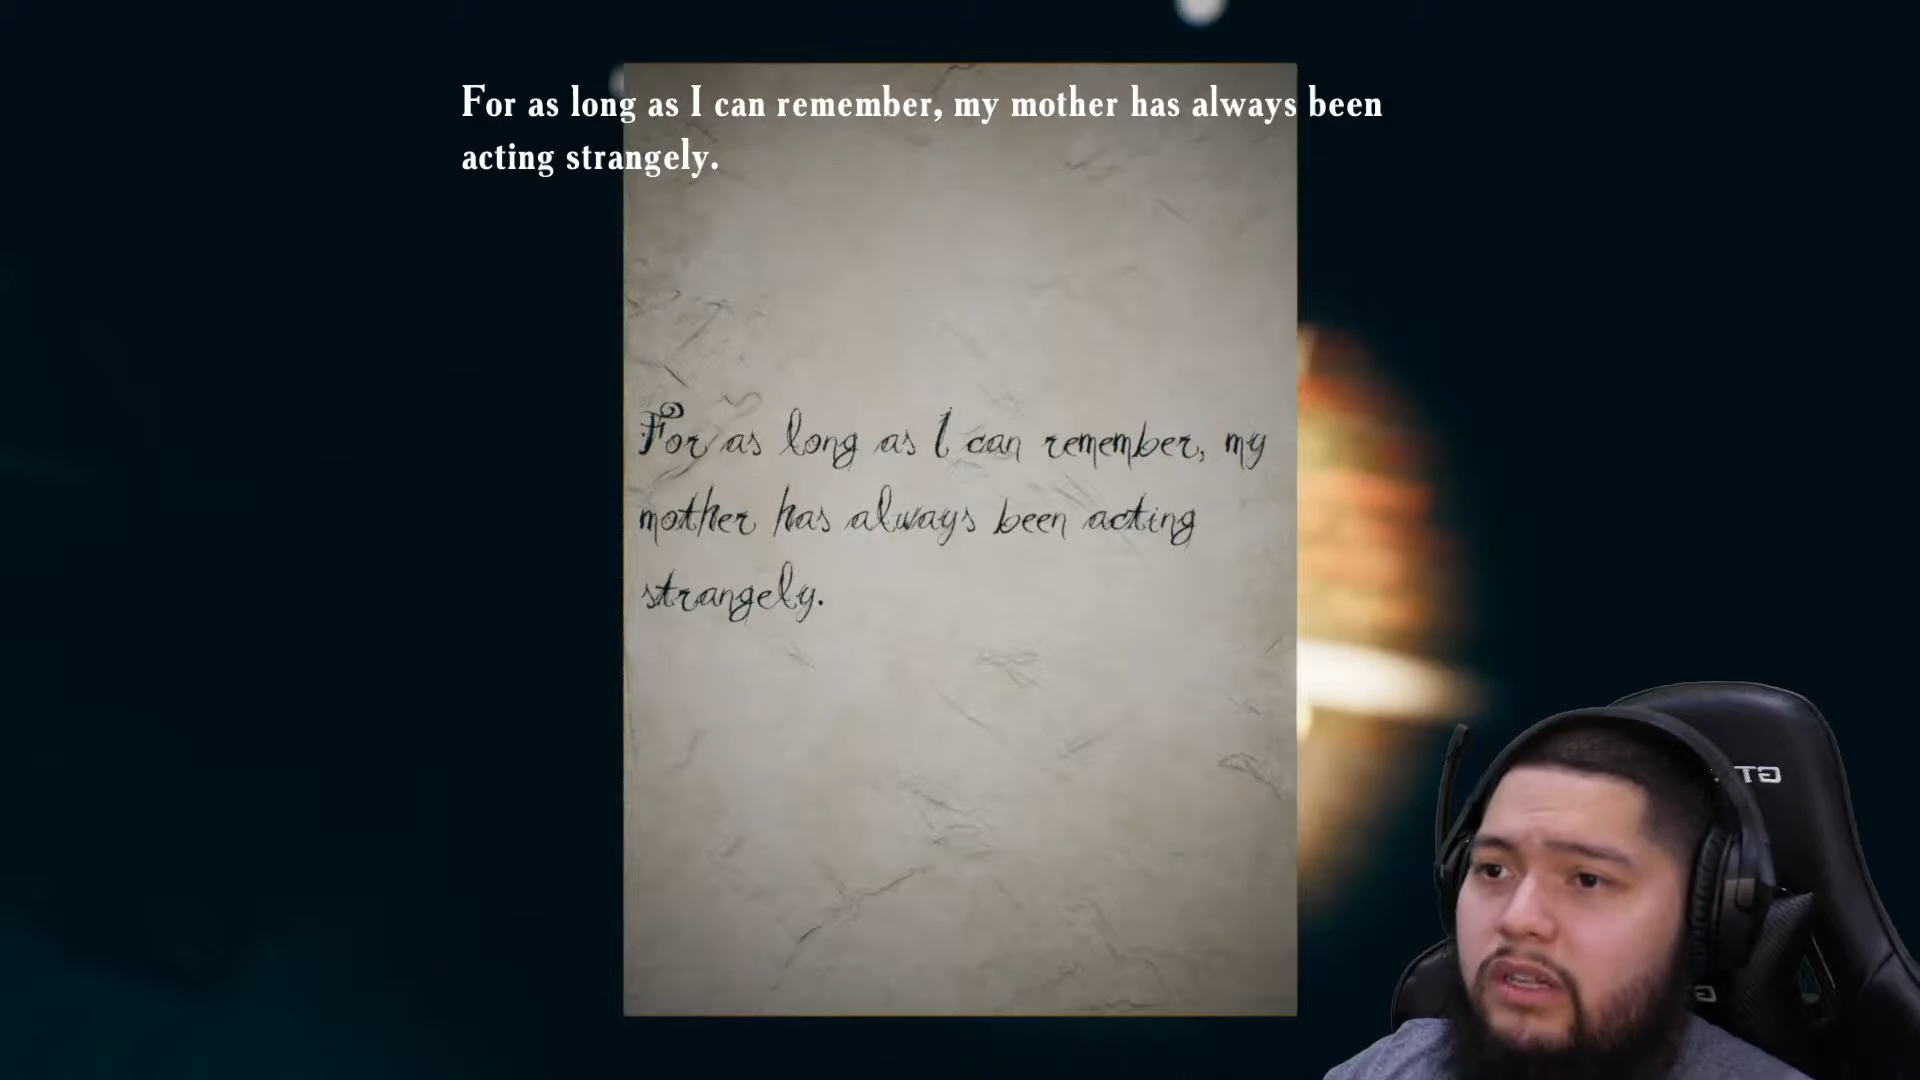 For as long as I can remember, my mother has always been
acting strangely.
For as long as I can remember, my
mother has always been acting
strangely.
GT